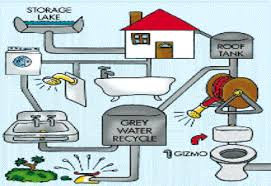 STORAGE
LAKE
ROOF
TANK
GREY
WATER
RECYCLE
GIZMO